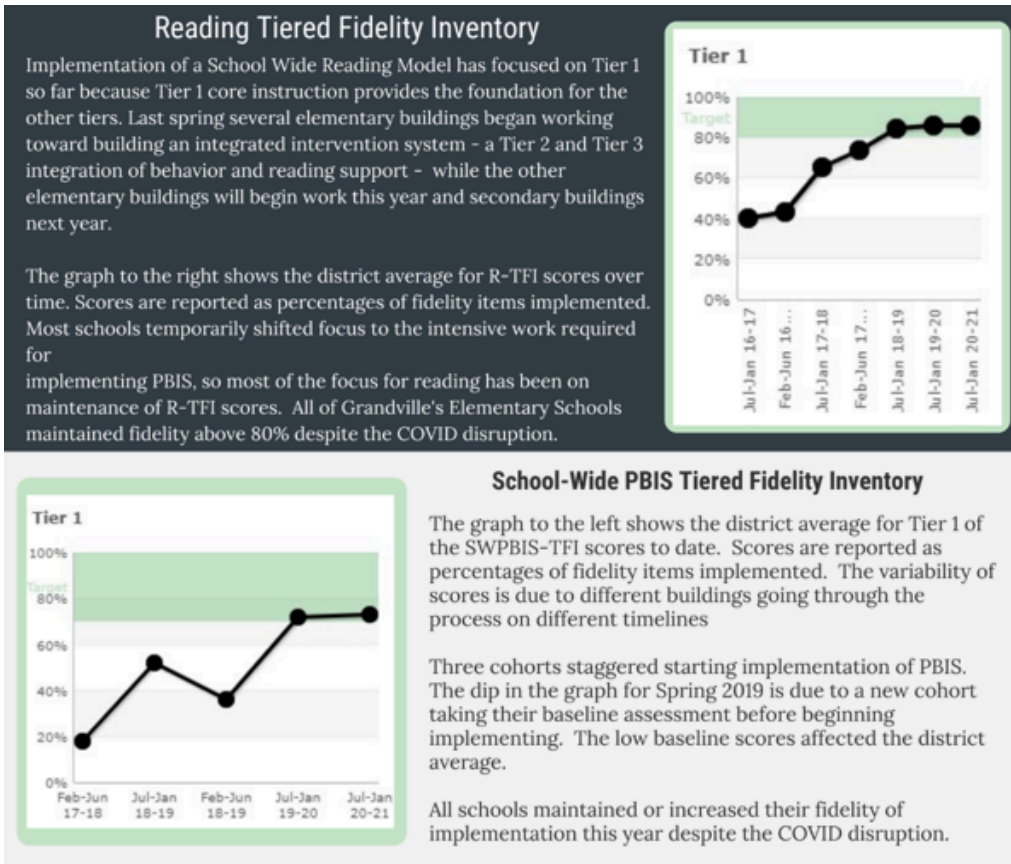 Reading Tiered Fidelity Inventory
Implementation of a School Wide Reading Model has focused on Tier 1
so far because Tier 1 core instruction provides the foundation for the
other tiers. Last spring several elementary buildings began working
toward building an integrated intervention system - a Tier 2 and Tier 3
integration of behavior and reading support - while the other
elementary buildings will begin work this year and secondary buildings
next year.
The graph to the right shows the district average for R-TFI scores over
time. Scores are reported as percentages of fidelity items implemented.
Most schools temporarily shifted focus to the intensive work required
for
implementing PBIS, so most of the focus for reading has been on
maintenance of R-TFI scores. All of Grandville's Elementary Schools
maintained fidelity above 80% despite the COVID disruption.
Tier 1
100%
Target
80%
60%
40%
20%
0%
Jul-Jan 16-17
Feb-Jun 16...
Jul-Jan 17-18
Feb-Jun 17...
Jul-Jan 18-19
Jul-Jan 19-20
Jul-Jan 20-21
Tier 1
100%
Target
80%
60%
40%
20%
0%
Feb-Jun 17-18
Jul-Jan 18-19
Feb-Jun 18-19
Jul-Jan 19-20
Jul-Jan 20-21
School-Wide PBIS Tiered Fidelity Inventory
The graph to the left shows the district average for Tier 1 of
the SWPBIS-TFI scores to date. Scores are reported as
percentages of fidelity items implemented. The variability of
scores is due to different buildings going through the
process on different timelines
Three cohorts staggered starting implementation of PBIS.
The dip in the graph for Spring 2019 is due to a new cohort
taking their baseline assessment before beginning
implementing. The low baseline scores affected the district
average.
All schools maintained or increased their fidelity of
implementation this year despite the COVID disruption.